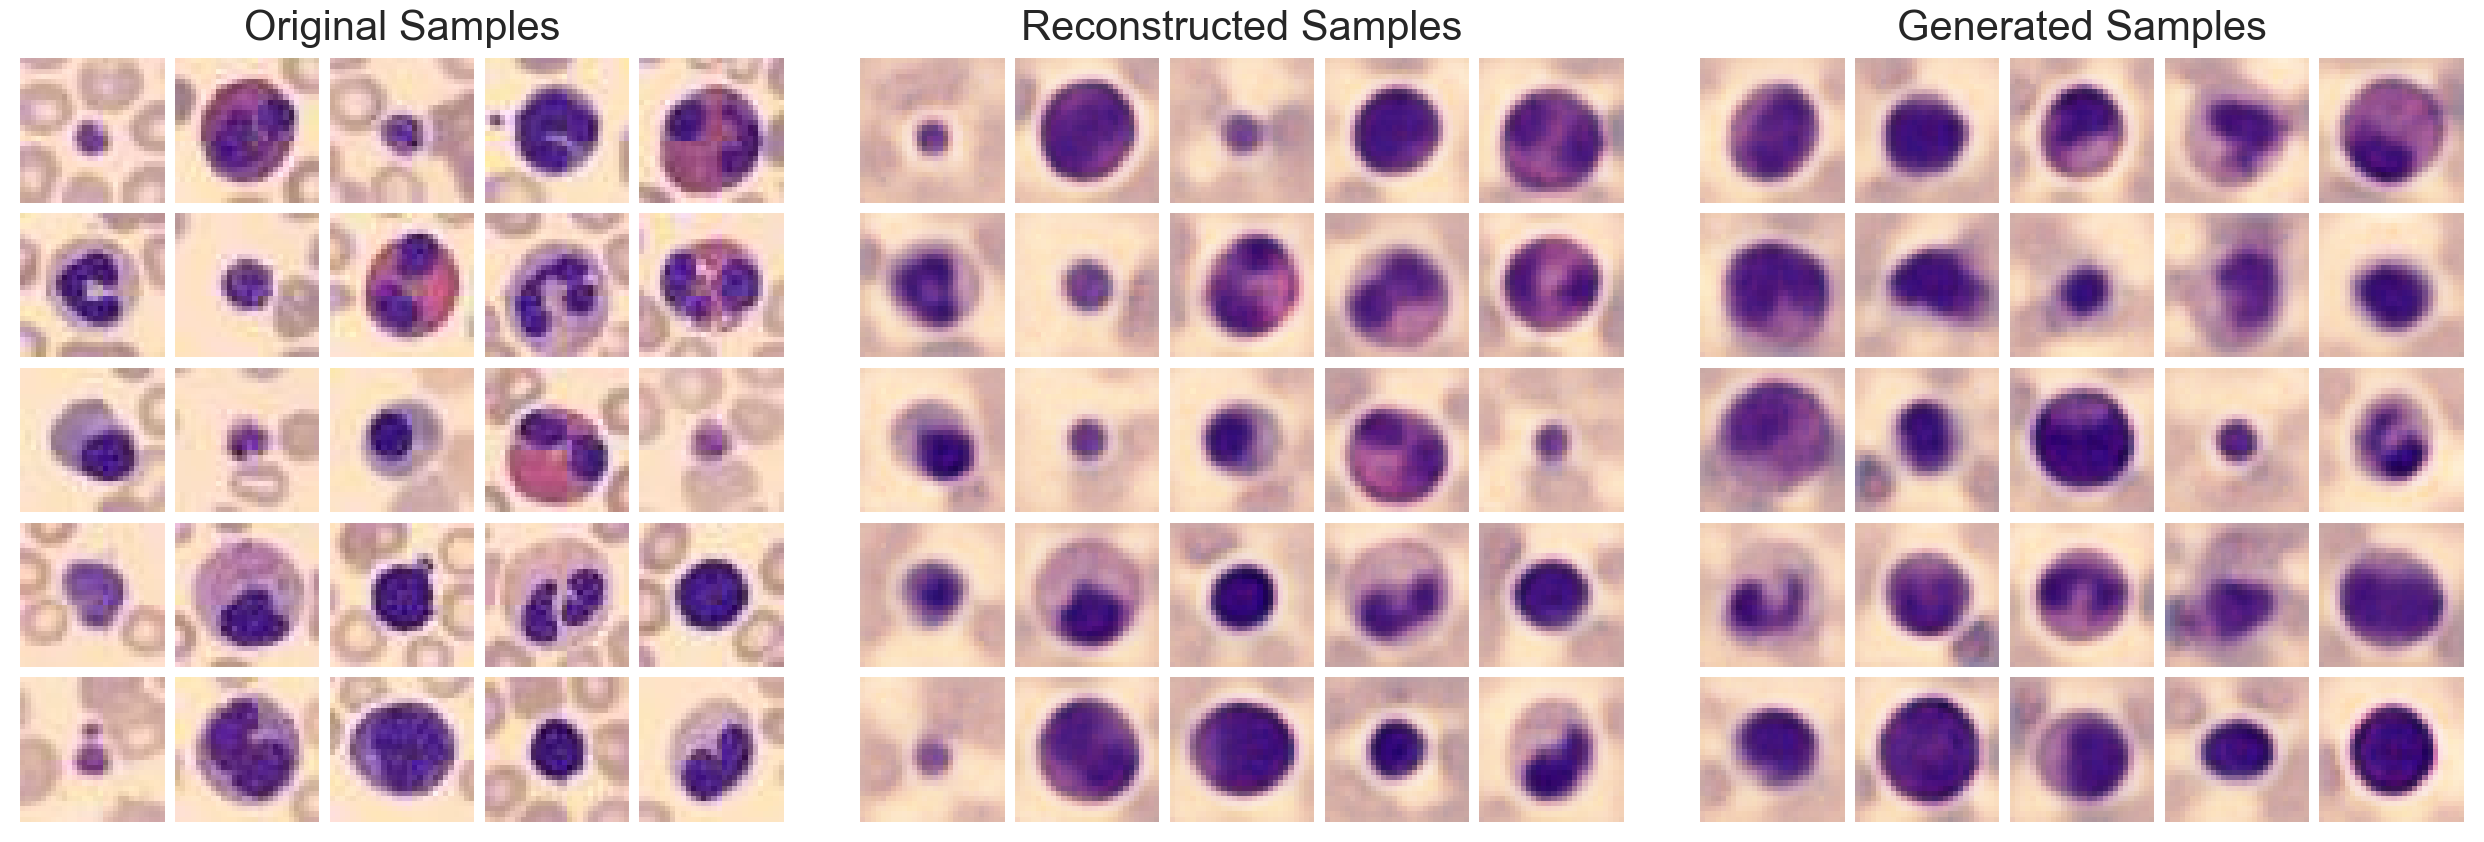 Original Samples
Reconstructed Samples
Generated Samples